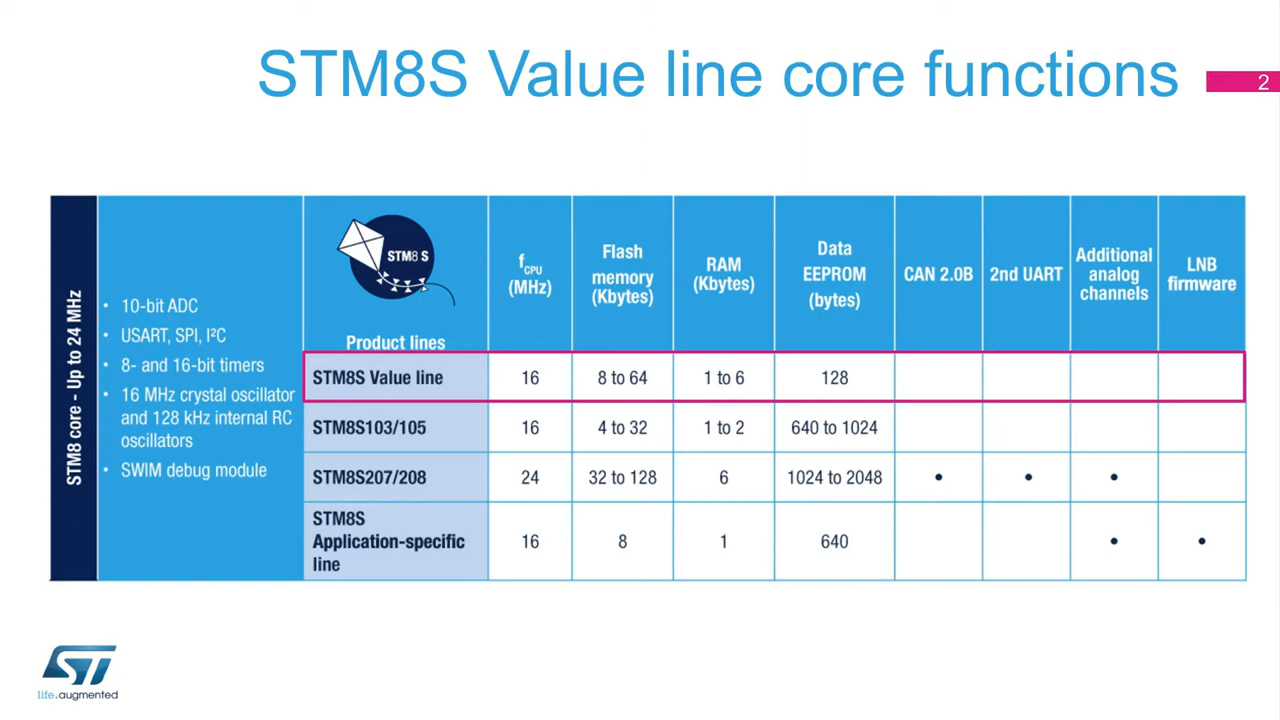 STM8S Value line core functions
2
STM8 core - Up to 24 MHz
• 10-bit ADC
• USART, SPI, I²C
• 8- and 16-bit timers
• 16 MHz crystal oscillator
and 128 kHz internal RC
oscillators
• SWIM debug module
STM8 S
Product lines
fCPU
(MHz)
Flash
memory
(Kbytes)
RAM
(Kbytes)
Data
EEPROM
(bytes)
CAN 2.0B
2nd UART
Additional
analog
channels
LNB
firmware
STM8S Value line 16 8 to 64 1 to 6 128
STM8S103/105 16 4 to 32 1 to 2 640 to 1024
STM8S207/208 24 32 to 128 6 1024 to 2048 • • •
STM8S
Application-specific
line
16 8 1 640 • •
ST
life.augmented